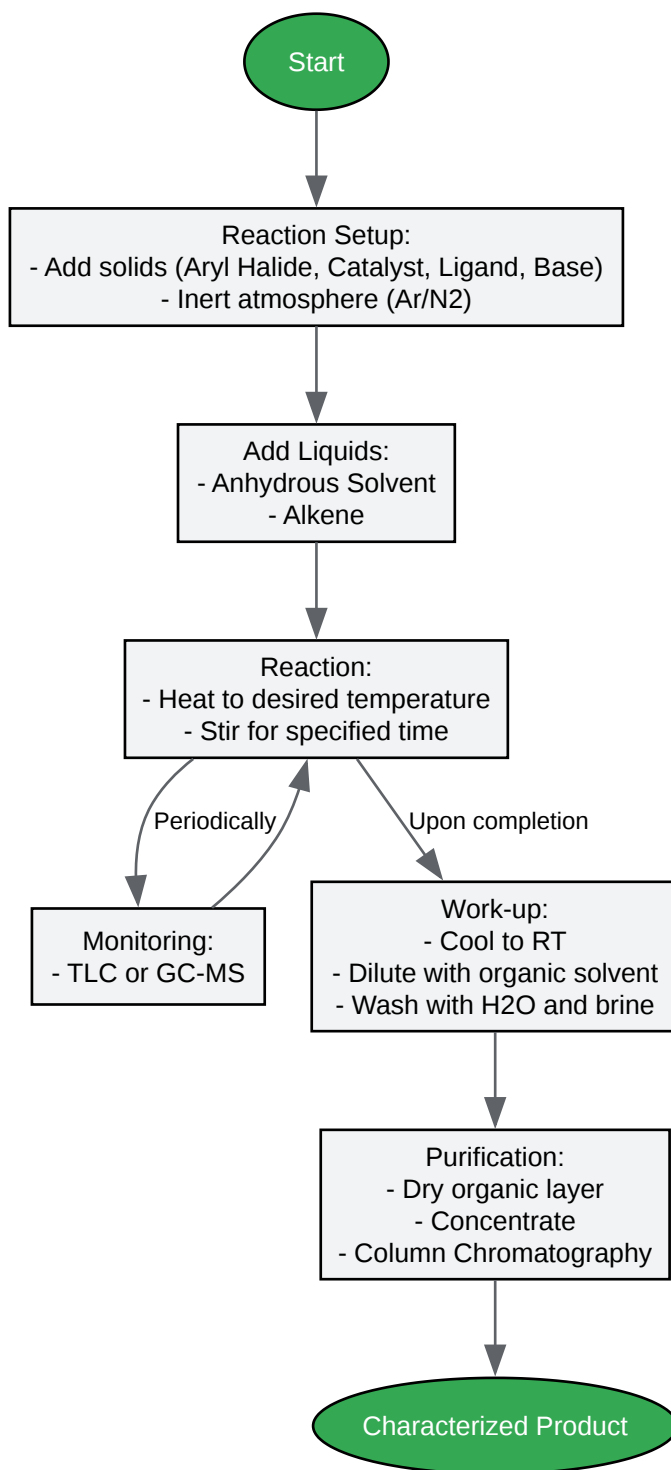 Start
Reaction Setup:
- Add solids (Aryl Halide, Catalyst, Ligand, Base)
- Inert atmosphere (Ar/N2)
Add Liquids:
- Anhydrous Solvent
- Alkene
Reaction:
- Heat to desired temperature
- Stir for specified time
Periodically
Upon completion
Monitoring:
- TLC or GC-MS
Work-up:
- Cool to RT
- Dilute with organic solvent
- Wash with H2O and brine
Purification:
- Dry organic layer
- Concentrate
- Column Chromatography
Characterized Product